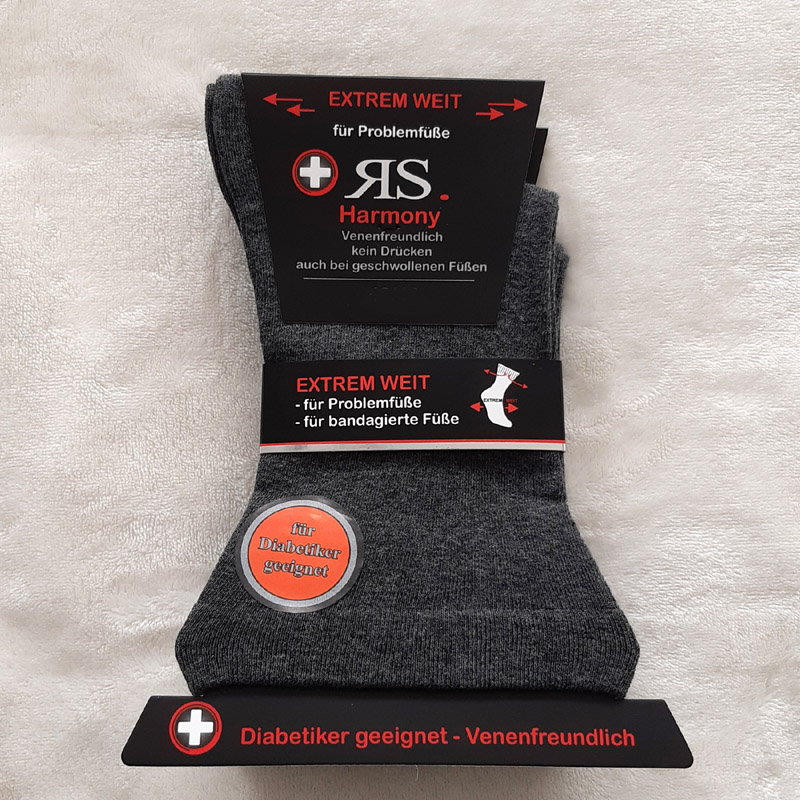 EXTREM WEIT
für Problemfüße
ЯS.
Harmony
Venenfreundlich
kein Drücken
auch bei geschwollenen Füßen
EXTREM WEIT
- für Problemfüße
- für bandagierte Füße
EXTREM WEIT
für
Diabetiker
geeignet
Diabetiker geeignet - Venenfreundlich